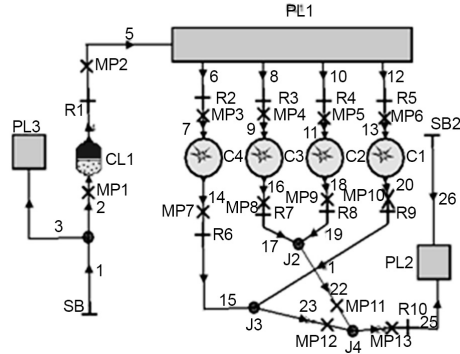 PL1
5
MP2
6 8 10 12
R1 R2 R3 R4 R5
MP3 MP4 MP5 MP6
7 9 11 13
PL3 SB2
CL1 C4 C3 C2 C1
MP1
2
14 16 18 20
MP7 MP8 MP9 MP10
R6 R7 R8 R9
26
3
17 19
J2
PL2
1
1
22
SB
15 23 MP11
J3 R10
25
MP12 J4 MP13